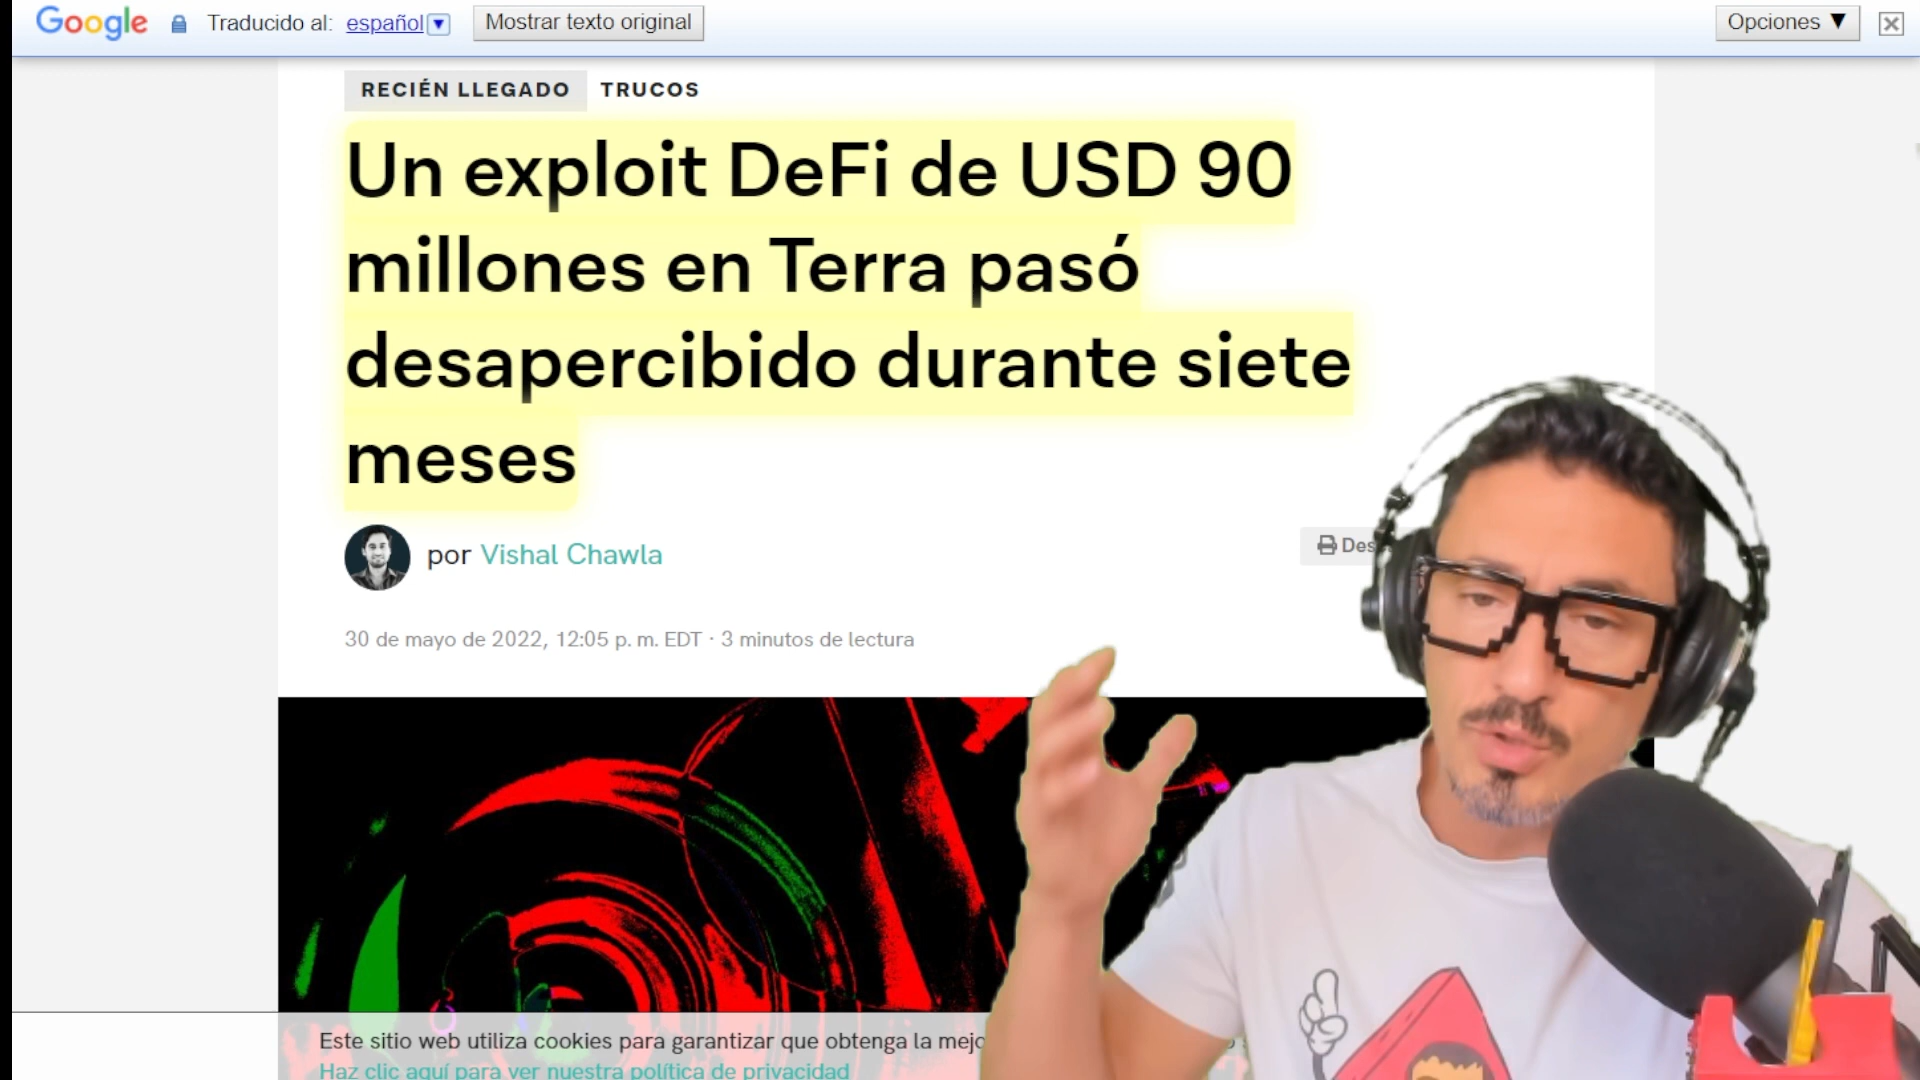 Google Traducido al: español Mostrar texto original Opciones ▼
RECIÉN LLEGADO TRUCOS
Un exploit DeFi de USD 90
millones en Terra pasó
desapercibido durante siete
meses
por Vishal Chawla
30 de mayo de 2022, 12:05 p. m. EDT · 3 minutos de lectura
Este sitio web utiliza cookies para garantizar que obtenga la
Haz clic aquí para ver nuestra política de privacidad